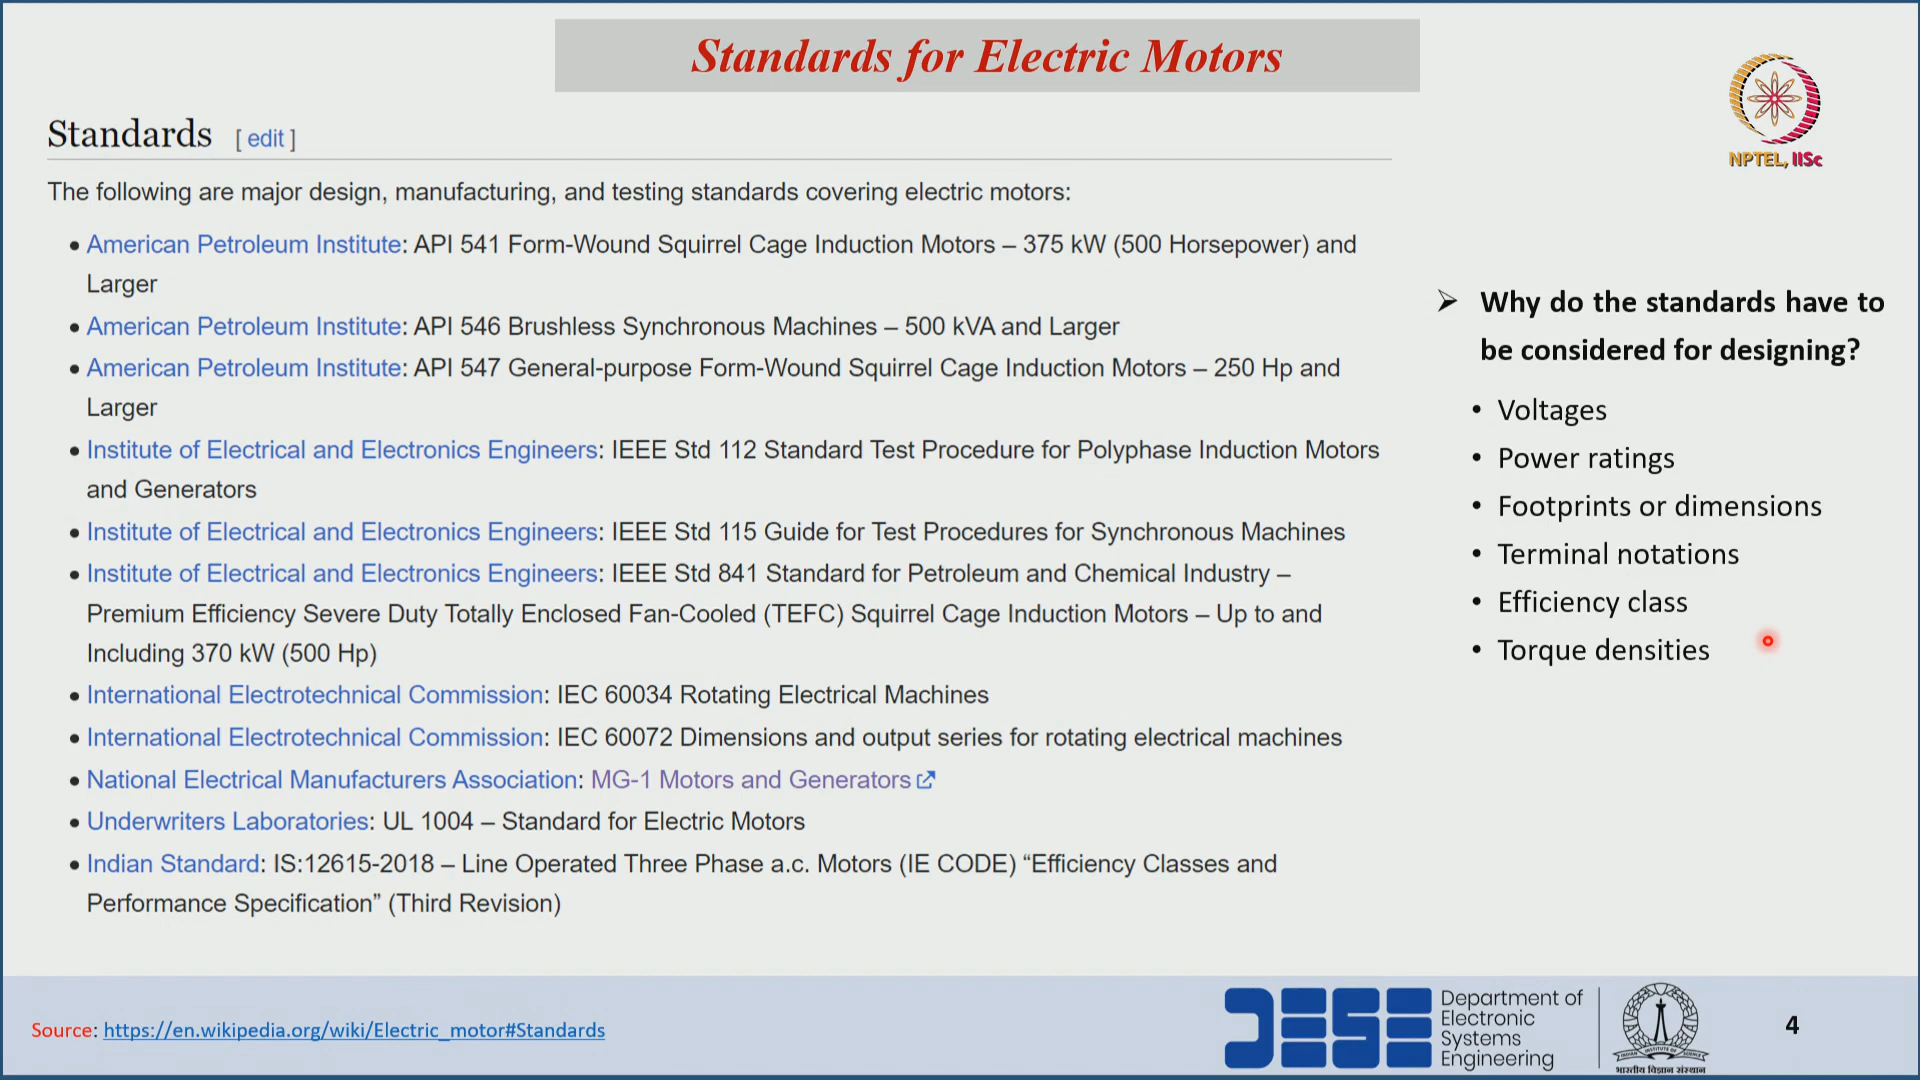 Standards for Electric Motors
NPTEL, IISc
Standards [ edit ]
The following are major design, manufacturing, and testing standards covering electric motors:
• American Petroleum Institute: API 541 Form-Wound Squirrel Cage Induction Motors – 375 kW (500 Horsepower) and
Larger
• American Petroleum Institute: API 546 Brushless Synchronous Machines – 500 kVA and Larger
• American Petroleum Institute: API 547 General-purpose Form-Wound Squirrel Cage Induction Motors – 250 Hp and
Larger
• Institute of Electrical and Electronics Engineers: IEEE Std 112 Standard Test Procedure for Polyphase Induction Motors
and Generators
• Institute of Electrical and Electronics Engineers: IEEE Std 115 Guide for Test Procedures for Synchronous Machines
• Institute of Electrical and Electronics Engineers: IEEE Std 841 Standard for Petroleum and Chemical Industry –
Premium Efficiency Severe Duty Totally Enclosed Fan-Cooled (TEFC) Squirrel Cage Induction Motors – Up to and
Including 370 kW (500 Hp)
• International Electrotechnical Commission: IEC 60034 Rotating Electrical Machines
• International Electrotechnical Commission: IEC 60072 Dimensions and output series for rotating electrical machines
• National Electrical Manufacturers Association: MG-1 Motors and Generators
• Underwriters Laboratories: UL 1004 – Standard for Electric Motors
• Indian Standard: IS:12615-2018 – Line Operated Three Phase a.c. Motors (IE CODE) “Efficiency Classes and
Performance Specification” (Third Revision)
➢ Why do the standards have to
be considered for designing?
• Voltages
• Power ratings
• Footprints or dimensions
• Terminal notations
• Efficiency class
• Torque densities
Source: https://en.wikipedia.org/wiki/Electric_motor#Standards
DESE
Department of
Electronic
Systems
Engineering
भारतीय विज्ञान संस्थान
4